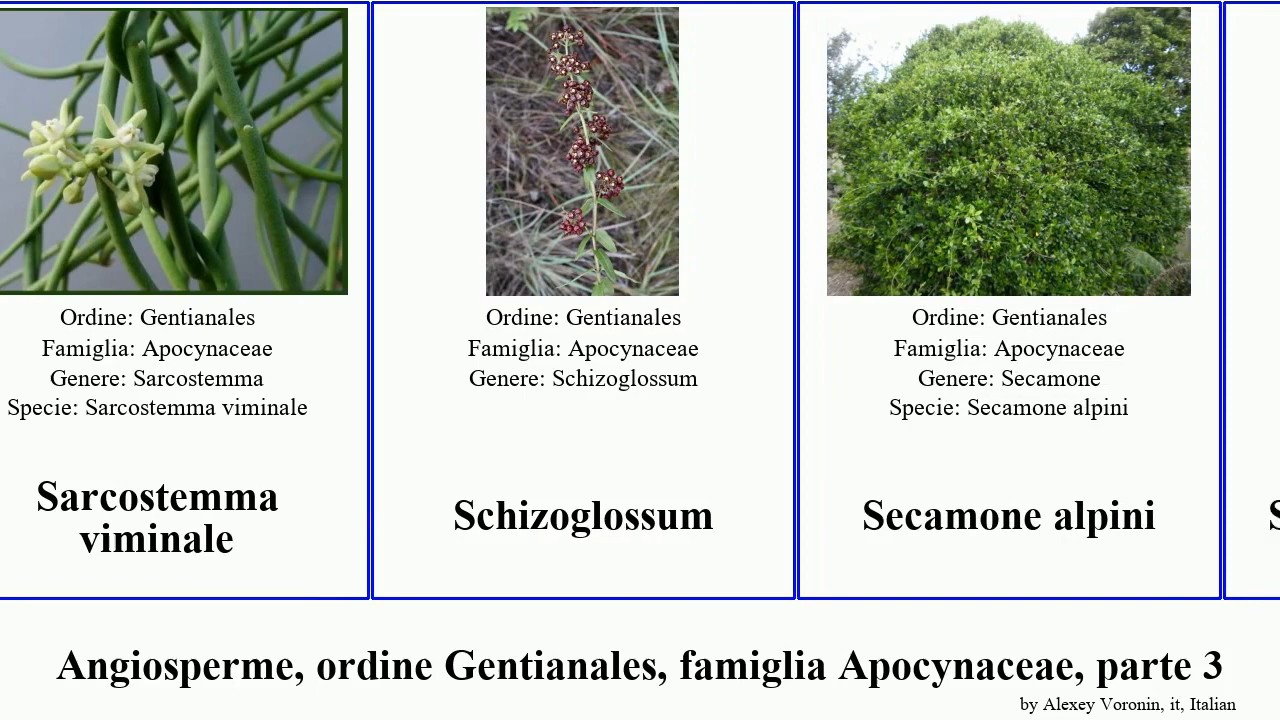 Ordine: Gentianales
Famiglia: Apocynaceae
Genere: Sarcostemma
Specie: Sarcostemma viminale
Sarcostemma
viminale
Ordine: Gentianales
Famiglia: Apocynaceae
Genere: Schizoglossum
Schizoglossum
Ordine: Gentianales
Famiglia: Apocynaceae
Genere: Secamone
Specie: Secamone alpini
Secamone alpini
Angiosperme, ordine Gentianales, famiglia Apocynaceae, parte 3
by Alexey Voronin, it, Italian